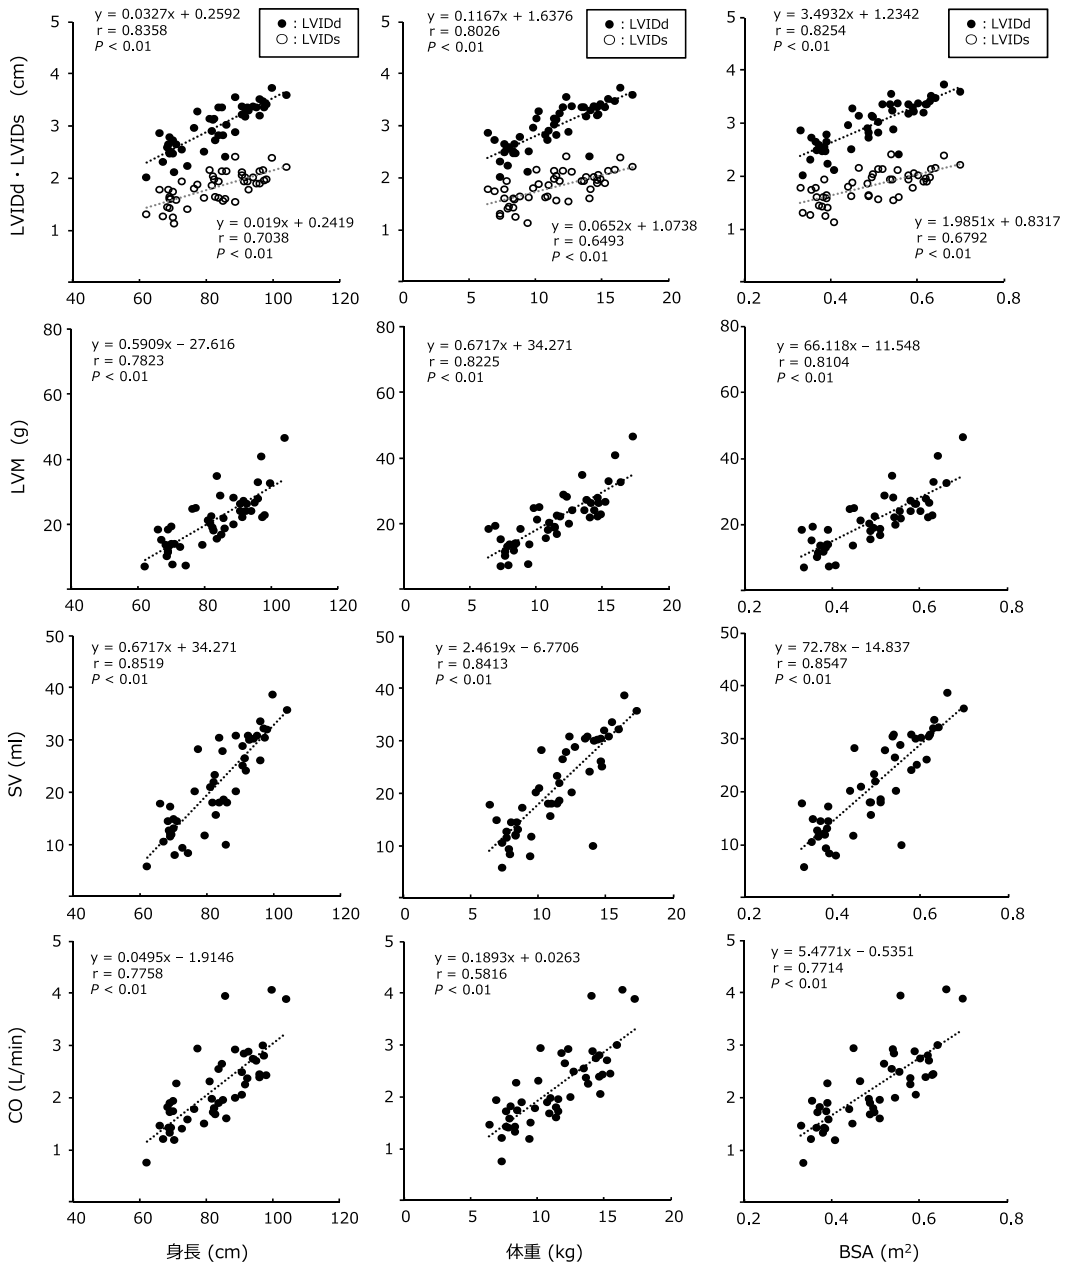 LVIDd・LVIDs (cm)
y = 0.0327x + 0.2592
r = 0.8358
P < 0.01
● : LVIDd
○ : LVIDs
y = 0.019x + 0.2419
r = 0.7038
P < 0.01
5
4
3
2
1
40 60 80 100 120
y = 0.1167x + 1.6376
r = 0.8026
P < 0.01
● : LVIDd
○ : LVIDs
y = 0.0652x + 1.0738
r = 0.6493
P < 0.01
0 5 10 15 20
y = 3.4932x + 1.2342
r = 0.8254
P < 0.01
● : LVIDd
○ : LVIDs
y = 1.9851x + 0.8317
r = 0.6792
P < 0.01
0.2 0.4 0.6 0.8
LVM (g)
80
60
40
20
y = 0.5909x − 27.616
r = 0.7823
P < 0.01
40 60 80 100 120
y = 0.6717x + 34.271
r = 0.8225
P < 0.01
0 5 10 15 20
y = 66.118x − 11.548
r = 0.8104
P < 0.01
0.2 0.4 0.6 0.8
SV (ml)
50
40
30
20
10
y = 0.6717x + 34.271
r = 0.8519
P < 0.01
40 60 80 100 120
y = 2.4619x − 6.7706
r = 0.8413
P < 0.01
0 5 10 15 20
y = 72.78x − 14.837
r = 0.8547
P < 0.01
0.2 0.4 0.6 0.8
CO (L/min)
5
4
3
2
1
y = 0.0495x − 1.9146
r = 0.7758
P < 0.01
40 60 80 100 120
身長 (cm)
y = 0.1893x + 0.0263
r = 0.5816
P < 0.01
0 5 10 15 20
体重 (kg)
y = 5.4771x − 0.5351
r = 0.7714
P < 0.01
0.2 0.4 0.6 0.8
BSA (m²)